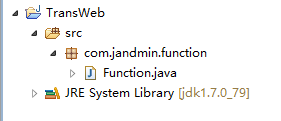 TransWeb
src
com.jandmin.function
Function.java
JRE System Library [jdk1.7.0_79]